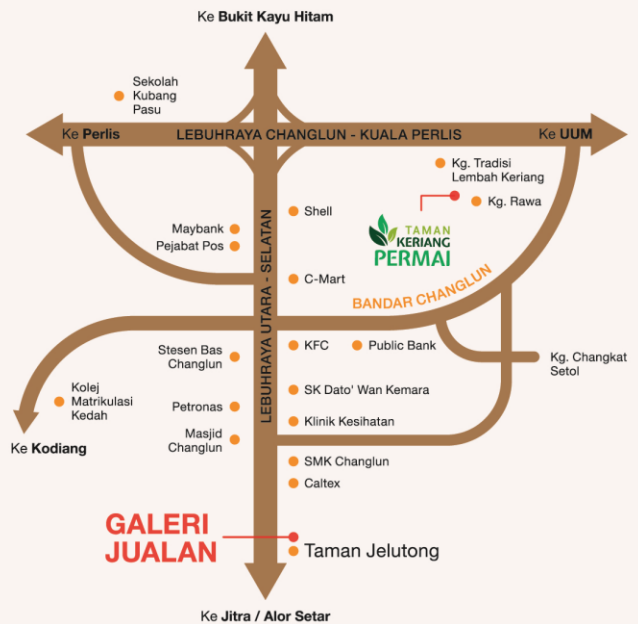 Ke Bukit Kayu Hitam
Sekolah
Kubang
Pasu
Ke Perlis
LEBUHRAYA CHANGLUN - KUALA PERLIS
Ke UUM
Kg. Tradisi
Lembah Keriang
Kg. Rawa
Shell
Maybank
Pejabat Pos
TAMAN
KERIANG
PERMAI
LEBUHRAYA UTARA - SELATAN
C-Mart
BANDAR CHANGLUN
Stesen Bas
Changlun
KFC
Public Bank
Kg. Changkat
Setol
Kolej
Matrikulasi
Kedah
SK Dato' Wan Kemara
Petronas
Klinik Kesihatan
Masjid
Changlun
Ke Kodiang
SMK Changlun
Caltex
GALERI
JUALAN
Taman Jelutong
Ke Jitra / Alor Setar